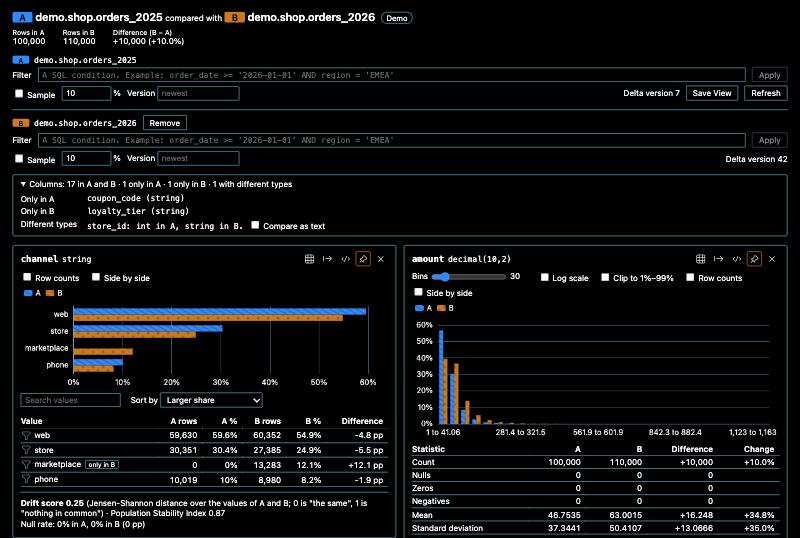 A demo.shop.orders_2025 compared with B demo.shop.orders_2026 Demo
Rows in A Rows in B Difference (B – A)
100,000 110,000 +10,000 (+10.0%)
A demo.shop.orders_2025
Filter A SQL condition. Example: order_date >= '2026-01-01' AND region = 'EMEA' Apply
Sample 10 % Version newest Delta version 7 Save View Refresh
B demo.shop.orders_2026 Remove
Filter A SQL condition. Example: order_date >= '2026-01-01' AND region = 'EMEA' Apply
Sample 10 % Version newest Delta version 42
▼ Columns: 17 in A and B · 1 only in A · 1 only in B · 1 with different types
Only in A coupon_code (string)
Only in B loyalty_tier (string)
Different types store_id: int in A, string in B. Compare as text
channel string
Row counts Side by side
A B
web
store
marketplace
phone
0% 10% 20% 30% 40% 50% 60%
Search values Sort by Larger share
Value A rows A % B rows B % Difference
web 59,630 59.6% 60,352 54.9% -4.8 pp
store 30,351 30.4% 27,385 24.9% -5.5 pp
marketplace only in B 0 0% 13,283 12.1% +12.1 pp
phone 10,019 10% 8,980 8.2% -1.9 pp
Drift score 0.25 (Jensen-Shannon distance over the values of A and B; 0 is "the same", 1 is
"nothing in common") · Population Stability Index 0.87
Null rate: 0% in A, 0% in B (0 pp)
amount decimal(10,2)
Bins 30 Log scale Clip to 1%–99% Row counts
Side by side
A B
60%
50%
40%
30%
20%
10%
0%
1 to 41.06 281.4 to 321.5 561.9 to 601.9 842.3 to 882.4 1,123 to 1,163
Statistic A B Difference Change
Count 100,000 110,000 +10,000 +10.0%
Nulls 0 0 0
Zeros 0 0 0
Negatives 0 0 0
Mean 46.7535 63.0015 +16.248 +34.8%
Standard deviation 37.3441 50.4107 +13.0666 +35.0%